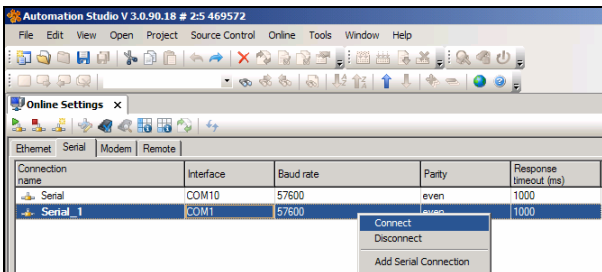 Automation Studio V 3.0.90.18 # 2:5 469572
File Edit View Open Project Source Control Online Tools Window Help
Online Settings x
Ethernet Serial Modem Remote
Connection name Interface Baud rate Parity Response timeout (ms)
Serial COM10 57600 even 1000
Serial_1 COM1 57600 even 1000
Connect
Disconnect
Add Serial Connection